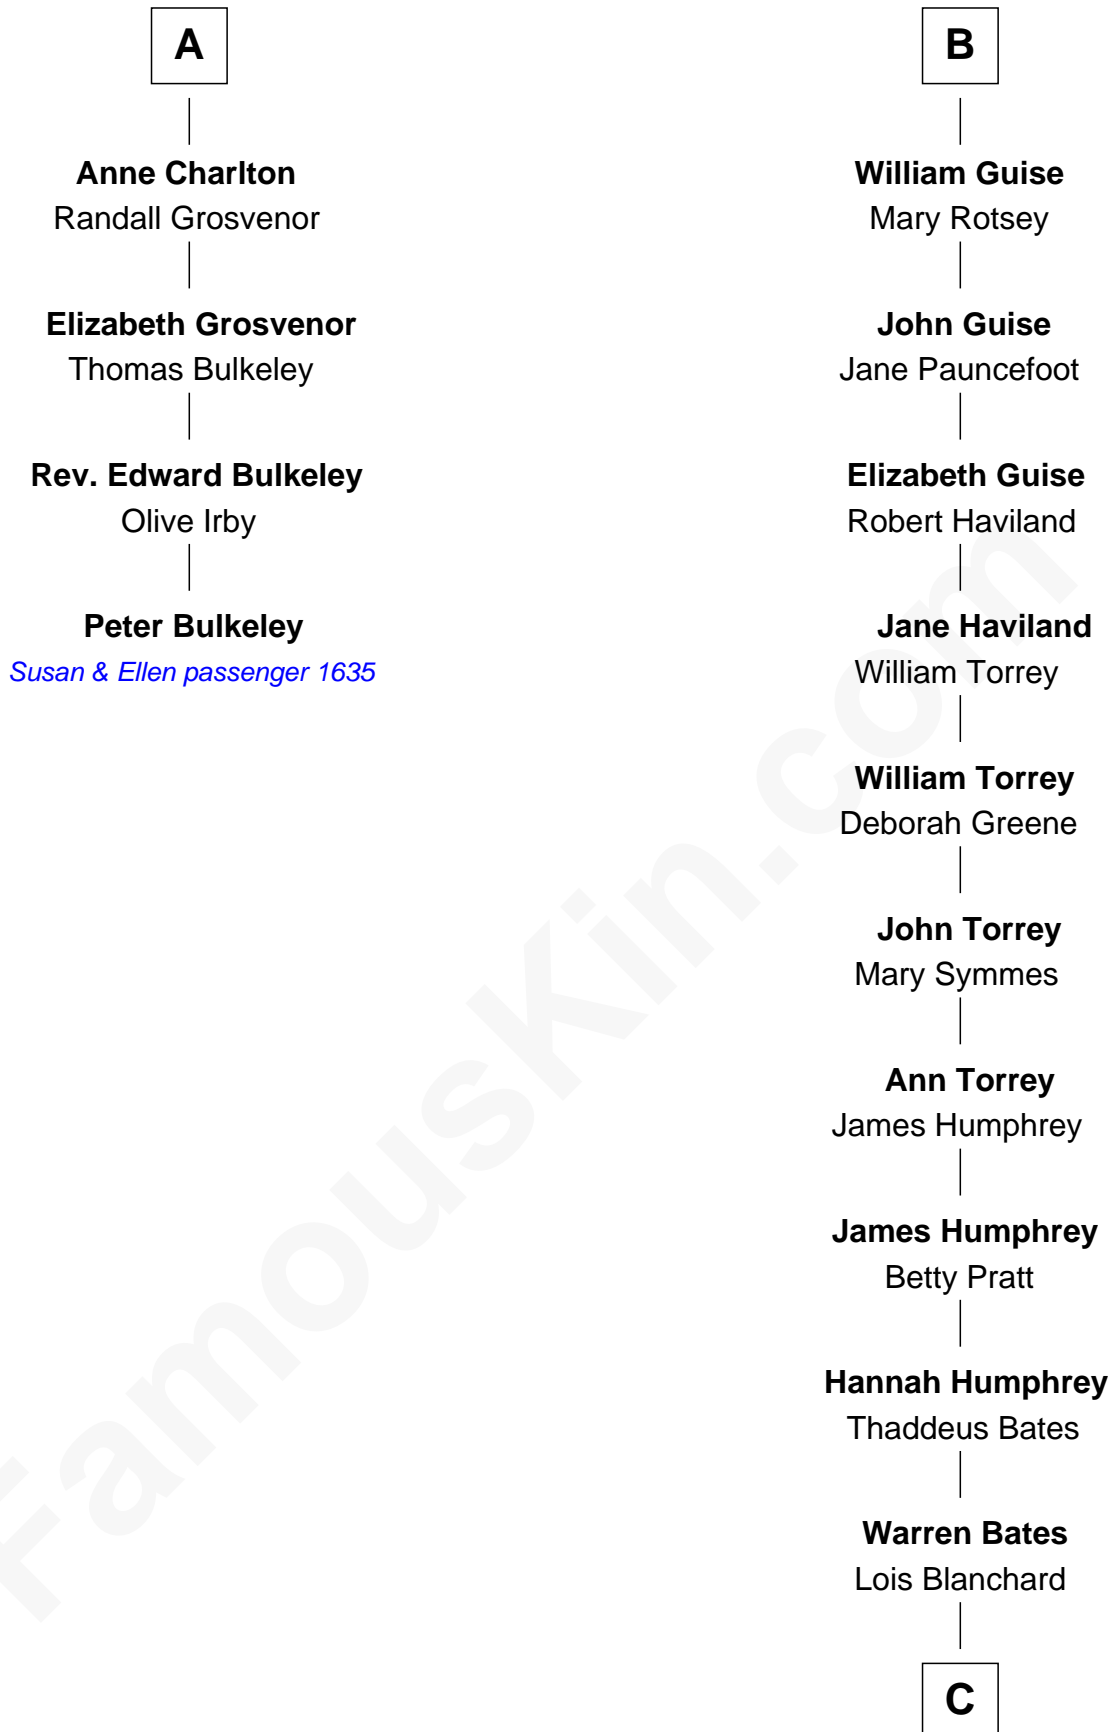 A
Anne Charlton
Randall Grosvenor
Elizabeth Grosvenor
Thomas Bulkeley
Rev. Edward Bulkeley
Olive Irby
Peter Bulkeley
Susan & Ellen passenger 1635
B
William Guise
Mary Rotsey
John Guise
Jane Pauncefoot
Elizabeth Guise
Robert Haviland
Jane Haviland
William Torrey
William Torrey
Deborah Greene
John Torrey
Mary Symmes
Ann Torrey
James Humphrey
James Humphrey
Betty Pratt
Hannah Humphrey
Thaddeus Bates
Warren Bates
Lois Blanchard
C
FamousKin.com